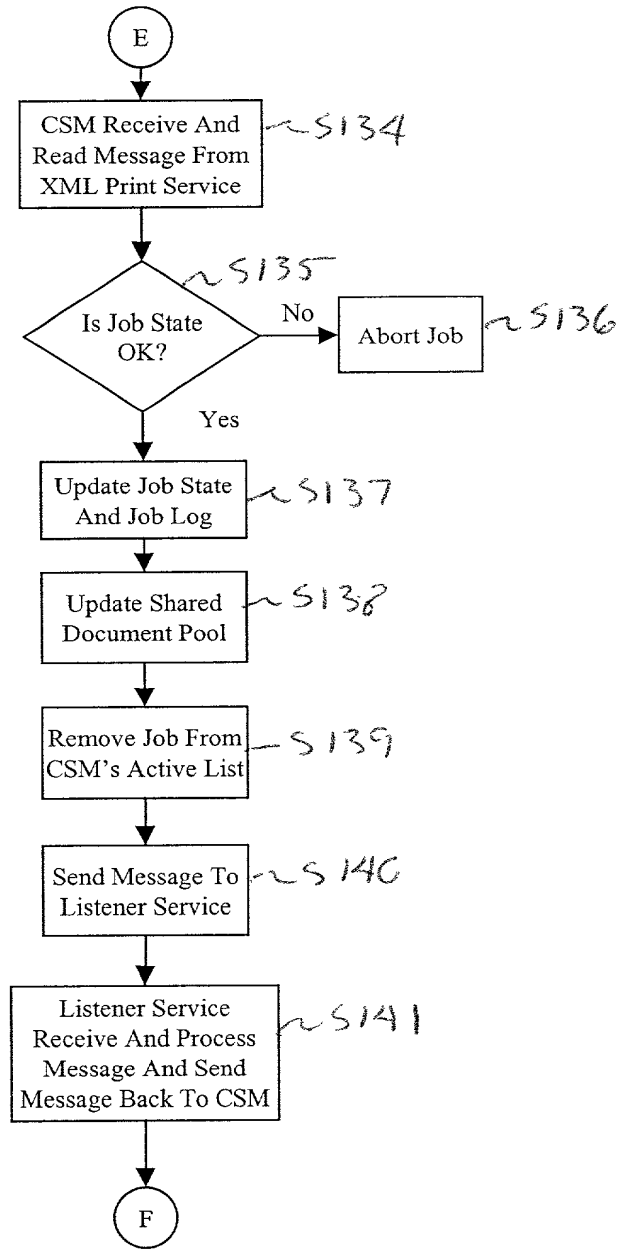 E
CSM Receive And
Read Message From
XML Print Service
S134
S135
Is Job State
OK?
No
Abort Job
S136
Yes
Update Job State
And Job Log
S137
Update Shared
Document Pool
S138
Remove Job From
CSM's Active List
S139
Send Message To
Listener Service
S140
Listener Service
Receive And Process
Message And Send
Message Back To CSM
S141
F